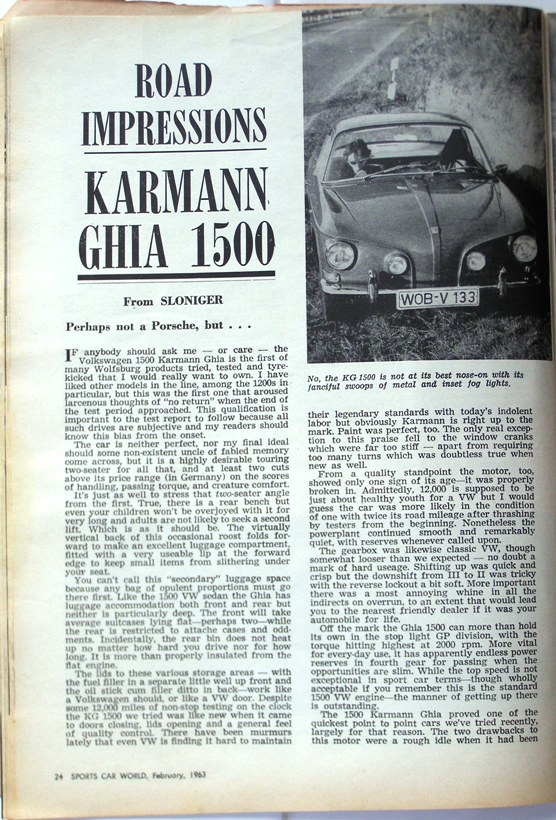 ROAD
IMPRESSIONS
KARMANN
GHIA 1500
From SLONIGER
Perhaps not a Porsche, but . . .
IF anybody should ask me — or care — the
Volkswagen 1500 Karmann Ghia is the first of
many Wolfsburg products tried, tested and tyre-
kicked that I would really want to own. I have
liked other models in the line, among the 1200s in
particular, but this was the first one that aroused
larcenous thoughts of "no return" when the end of
the test period approached. This qualification is
important to the test report to follow because all
such drives are subjective and my readers should
know this bias from the onset.
The car is neither perfect, nor my final ideal
should some non-existent uncle of fabled memory
come across, but it is a highly desirable touring
two-seater for all that, and at least two cuts
above its price range (in Germany) on the scores
of handling, passing torque, and creature comfort.
It's just as well to stress that two-seater angle
from the first. True, there is a rear bench but
even your children won't be overjoyed with it for
very long and adults are not likely to seek a second
lift. Which is as it should be. The virtually
vertical back of this occasional roost folds for-
ward to make an excellent luggage compartment,
fitted with a very useable lip at the forward
edge to keep small items from slithering under
your seat.
You can't call this "secondary" luggage space
because any bag of opulent proportions must go
there first. Like the 1500 VW sedan the Ghia has
luggage accommodation both front and rear but
neither is particularly deep. The front will take
average suitcases lying flat—perhaps two—while
the rear is restricted to attache cases and odd-
ments. Incidentally, the rear bin does not heat
up no matter how hard you drive nor for how
long. It is more than properly insulated from the
flat engine.
The lids to these various storage areas — with
the fuel filler in a separate little well up front and
the oil stick cum filler ditto in back—work like
a Volkswagen should, or like a VW door. Despite
some 12,000 miles of non-stop testing on the clock
the KG 1500 we tried was like new when it came
to doors closing, lids opening and a general feel
of quality control. There have been murmurs
lately that even VW is finding it hard to maintain
WOB-V 133
No, the KG 1500 is not at its best nose-on with its
fanciful swoops of metal and inset fog lights.
their legendary standards with today's indolent
labor but obviously Karmann is right up to the
mark. Paint was perfect, too. The only real excep-
tion to this praise fell to the window cranks
which were far too stiff — apart from requiring
too many turns which was doubtless true when
new as well.
From a quality standpoint the motor, too,
showed only one sign of its age—it was properly
broken in. Admittedly, 12,000 is supposed to be
just about healthy youth for a VW but I would
guess the car was more likely in the condition
of one with twice its road mileage after thrashing
by testers from the beginning. Nonetheless the
powerplant continued smooth and remarkably
quiet, with reserves whenever called upon.
The gearbox was likewise classic VW, though
somewhat looser than we expected — no doubt a
mark of hard useage. Shifting up was quick and
crisp but the downshift from III to II was tricky
with the reverse lockout a bit soft. More important
there was a most annoying whine in all the
indirects on overrun, to an extent that would lead
you to the nearest friendly dealer if it was your
automobile for life.
Off the mark the Ghia 1500 can more than hold
its own in the stop light GP division, with the
torque hitting highest at 2000 rpm. More vital
for every-day use, it has apparently endless power
reserves in fourth gear for passing when the
opportunities are slim. While the top speed is not
exceptional in sport car terms—though wholly
acceptable if you remember this is the standard
1500 VW engine—the manner of getting up there
is outstanding.
The 1500 Karmann Ghia proved one of the
quickest point to point cars we've tried recently,
largely for that reason. The two drawbacks to
this motor were a rough idle when it had been
24 SPORTS CAR WORLD, February, 1963